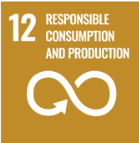 12 RESPONSIBLE
CONSUMPTION
AND PRODUCTION